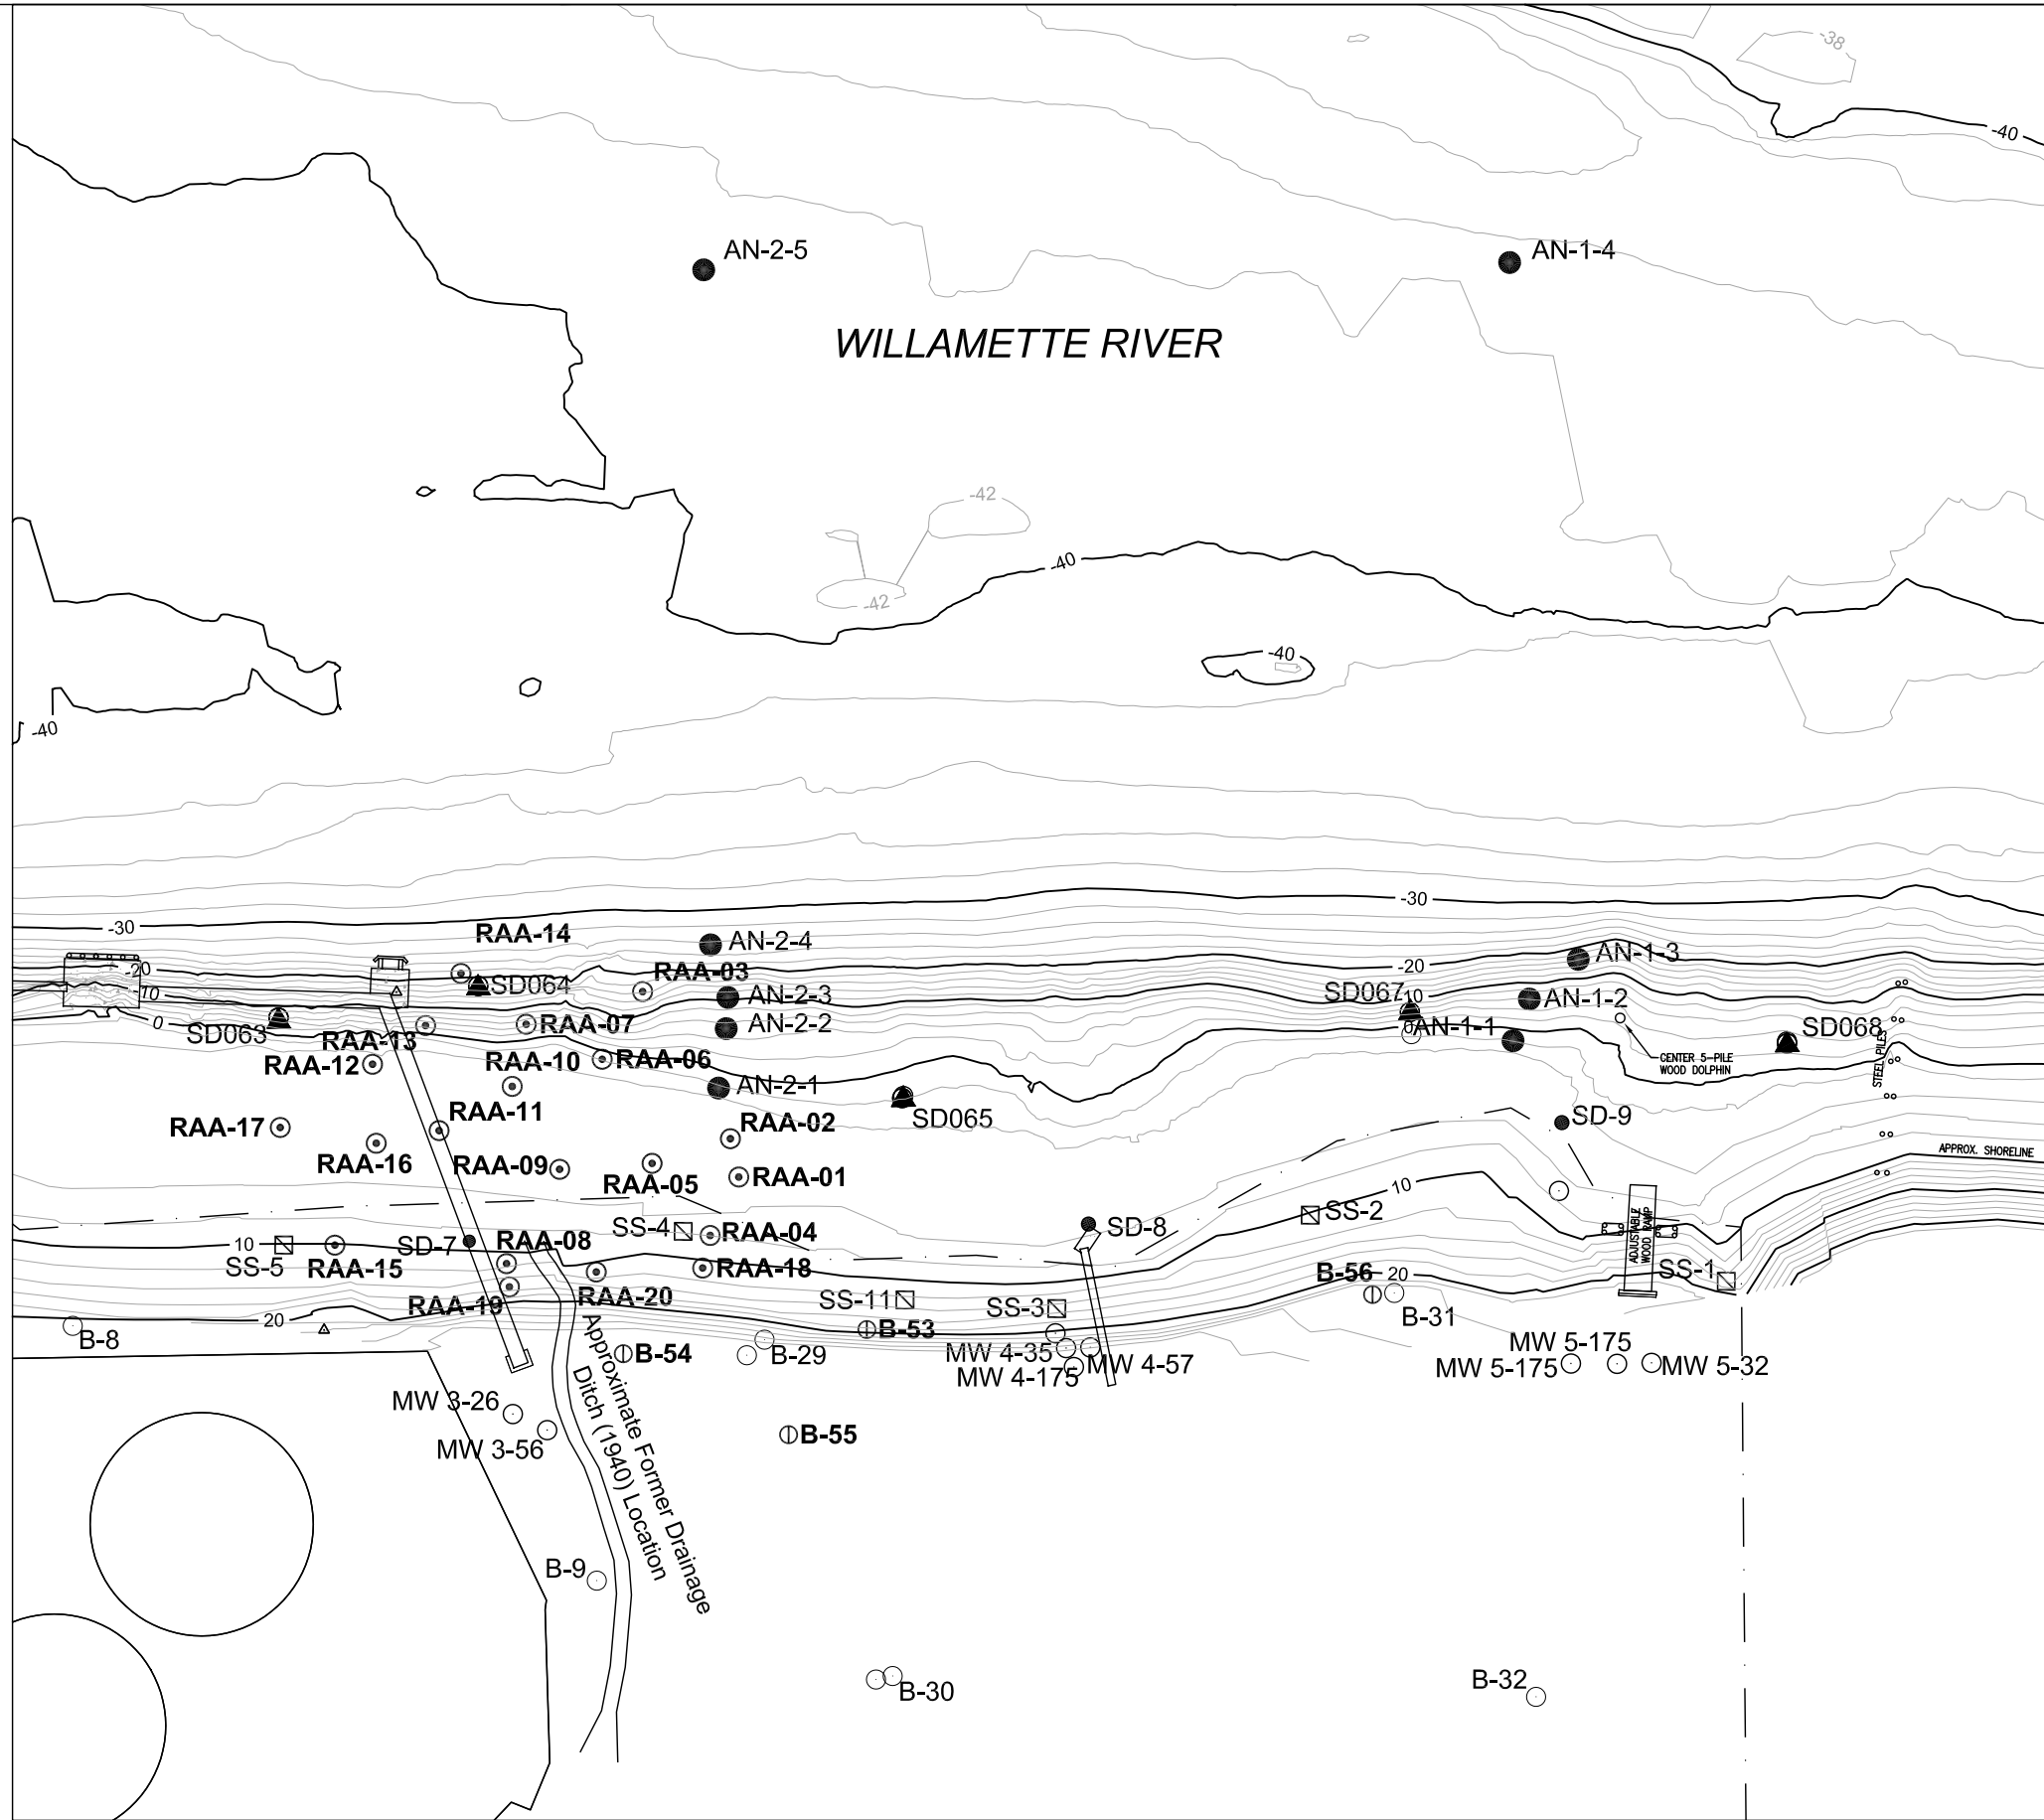 -38
-40
AN-2-5
AN-1-4
WILLAMETTE RIVER
-42
-40
-42
-40
-40
-30
-30
RAA-14
AN-2-4
AN-1-3
-20
RAA-03
-20
SD064
SD067
-10
AN-2-3
10
AN-1-2
0
SD063
RAA-13
RAA-07
AN-2-2
0
AN-1-1
SD068
STEEL PILES
CENTER 5-PILE
WOOD DOLPHIN
RAA-12
RAA-10
RAA-06
AN-2-1
RAA-11
SD065
SD-9
RAA-17
RAA-02
RAA-16
RAA-09
RAA-05
RAA-01
APPROX. SHORELINE
10
SS-2
SS-4
RAA-04
SD-8
ADJUSTABLE
WOOD RAMP
10
SD-7
RAA-08
SS-5
RAA-15
RAA-18
B-56
20
SS-1
RAA-19
RAA-20
SS-11
SS-3
B-31
20
B-8
B-53
B-54
B-29
MW 4-35
MW 4-57
MW 4-175
MW 5-175
MW 5-175
MW 5-32
Approximate Former Drainage
Ditch (1940) Location
MW 3-26
MW 3-56
B-55
B-9
B-30
B-32